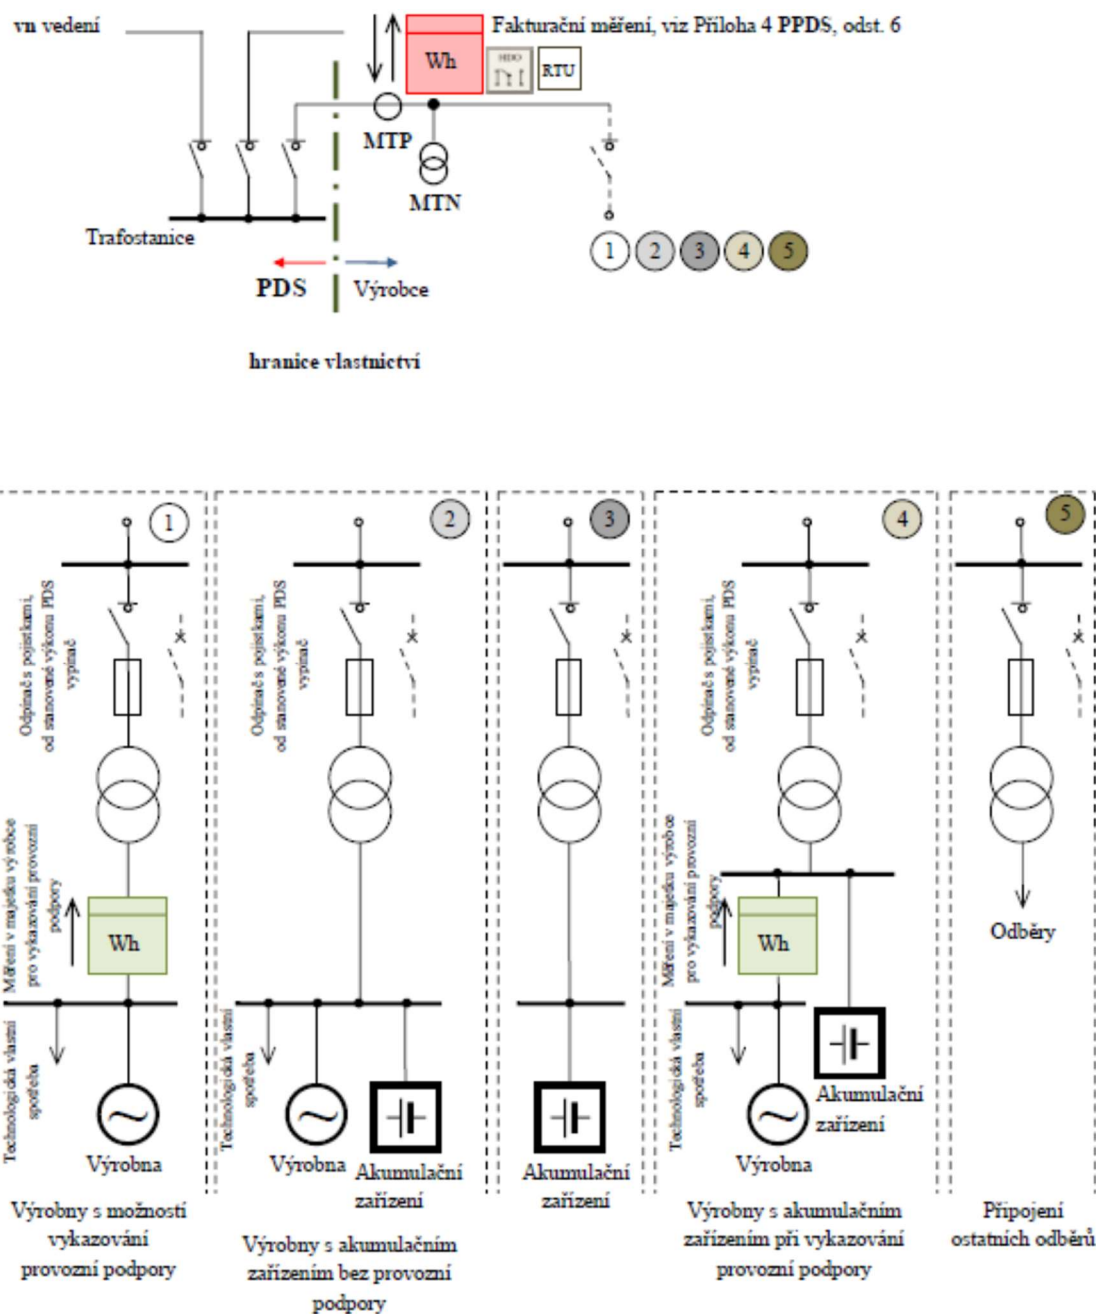 vn vedení
Fakturační měření, viz Příloha 4 PPDS, odst. 6
Wh
HDO
RTU
MTP
MTN
Trafostanice
PDS
Výrobce
1 2 3 4 5
hranice vlastnictví
1
Odpínač s pojistkami,
od stanovené výkonu PDS
vypínač
Měření v majetku výrobce
pro vykazování provozní
podpory
Wh
Technologická vlastní
spotřeba
Výrobna
Výrobny s možností
vykazování
provozní podpory
2
Odpínač s pojistkami,
od stanovené výkonu PDS
vypínač
Technologická vlastní
spotřeba
Výrobna
Akumulační
zařízení
Výrobny s akumulačním
zařízením bez provozní
podpory
3
Akumulační
zařízení
4
Odpínač s pojistkami,
od stanovené výkonu PDS
vypínač
Měření v majetku výrobce
pro vykazování provozní
podpory
Wh
Technologická vlastní
spotřeba
Výrobna
Akumulační
zařízení
Výrobny s akumulačním
zařízením při vykazování
provozní podpory
5
Odběry
Připojení
ostatních odběrů